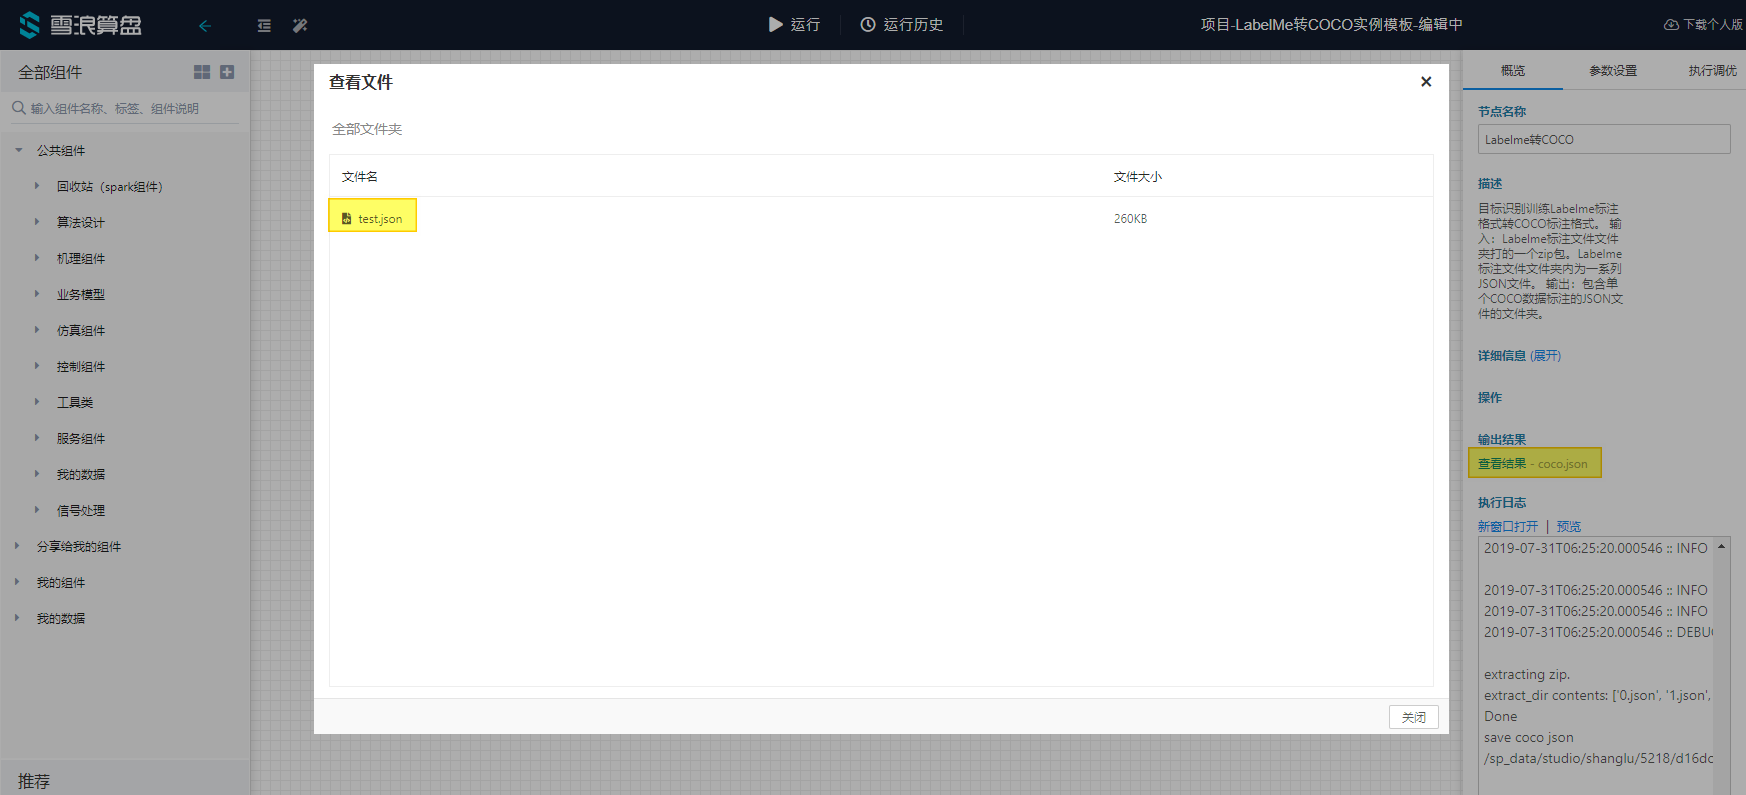 雪浪算盘
运行
运行历史
项目-LabelMe转COCO实例模板-编辑中
下载个人版
全部组件
输入组件名称、标签、组件说明
公共组件
回收站（spark组件）
算法设计
机理组件
业务模型
仿真组件
控制组件
工具类
服务组件
我的数据
信号处理
分享给我的组件
我的组件
我的数据
推荐
查看文件
全部文件夹
文件名 文件大小
test.json 260KB
关闭
概览 参数设置 执行调优
节点名称
Labelme转COCO
描述
目标识别训练Labelme标注
格式转COCO标注格式。 输
入：Labelme标注文件文件
夹打的一个zip包。Labelme
标注文件文件夹内为一系列
JSON文件。 输出：包含单
个COCO数据标注的JSON文
件的文件夹。
详细信息 (展开)
操作
输出结果
查看结果 - coco.json
执行日志
新窗口打开 | 预览
2019-07-31T06:25:20.000546 :: INFO
2019-07-31T06:25:20.000546 :: INFO
2019-07-31T06:25:20.000546 :: INFO
2019-07-31T06:25:20.000546 :: DEBU
extracting zip.
extract_dir contents: ['0.json', '1.json',
Done
save coco json
/sp_data/studio/shanglu/5218/d16dc